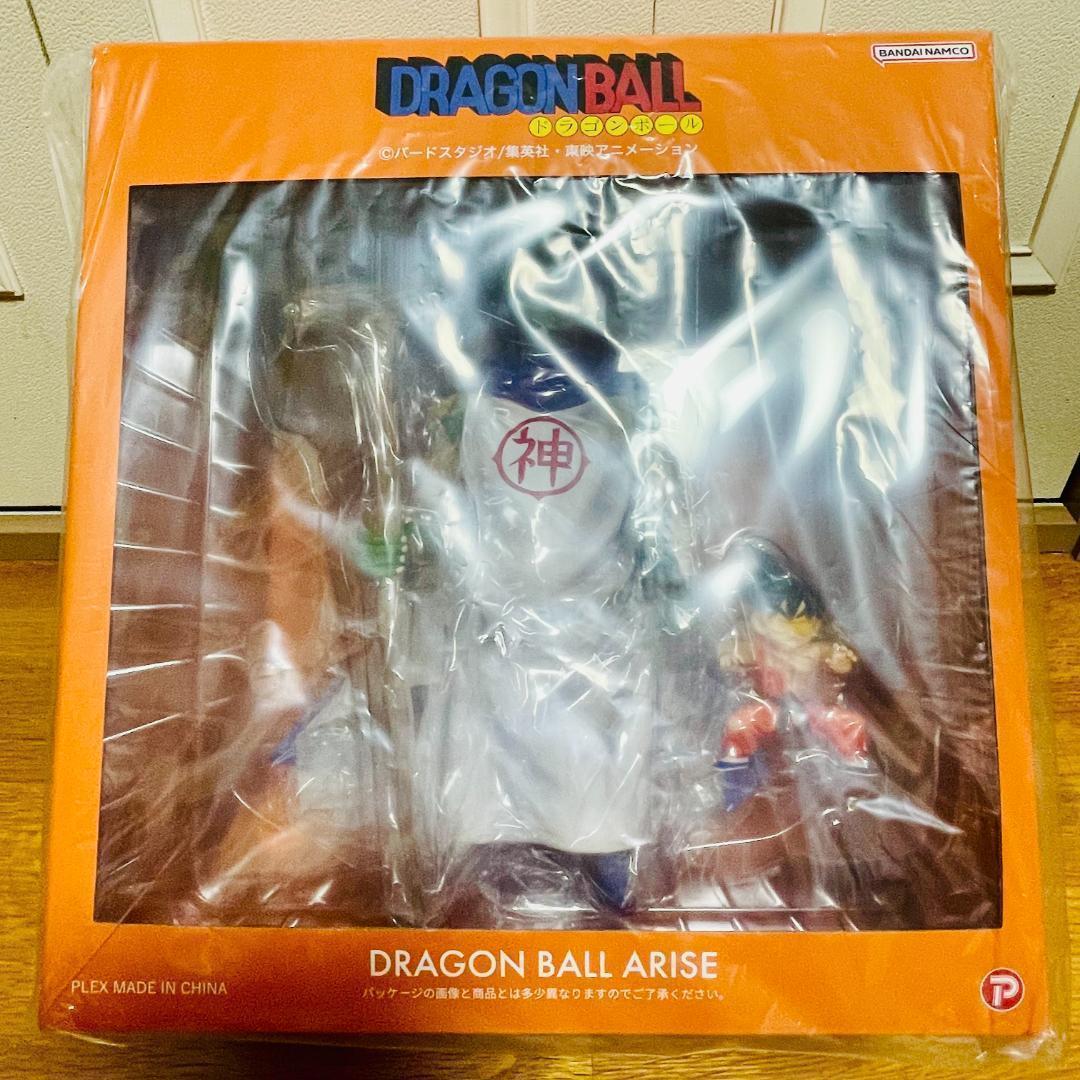 BANDAI NAMCO
DRAGON BALL
ドラゴンボール
©バードスタジオ/集英社・東映アニメーション
神
DRAGON BALL ARISE
PLEX MADE IN CHINA
パッケージの画像と商品とは多少異なりますのでご了承ください。
P